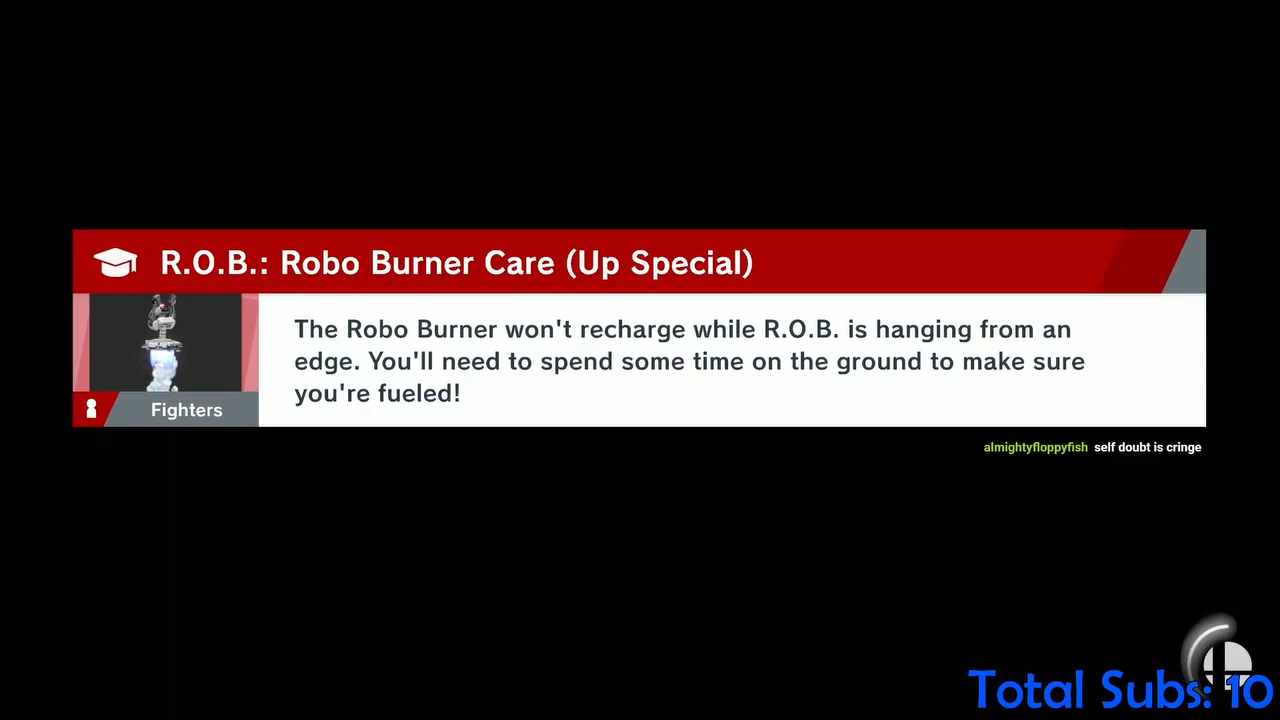 R.O.B.: Robo Burner Care (Up Special)
The Robo Burner won't recharge while R.O.B. is hanging from an
edge. You'll need to spend some time on the ground to make sure
you're fueled!
Fighters
almightyfloppyfish self doubt is cringe
Total Subs: 10